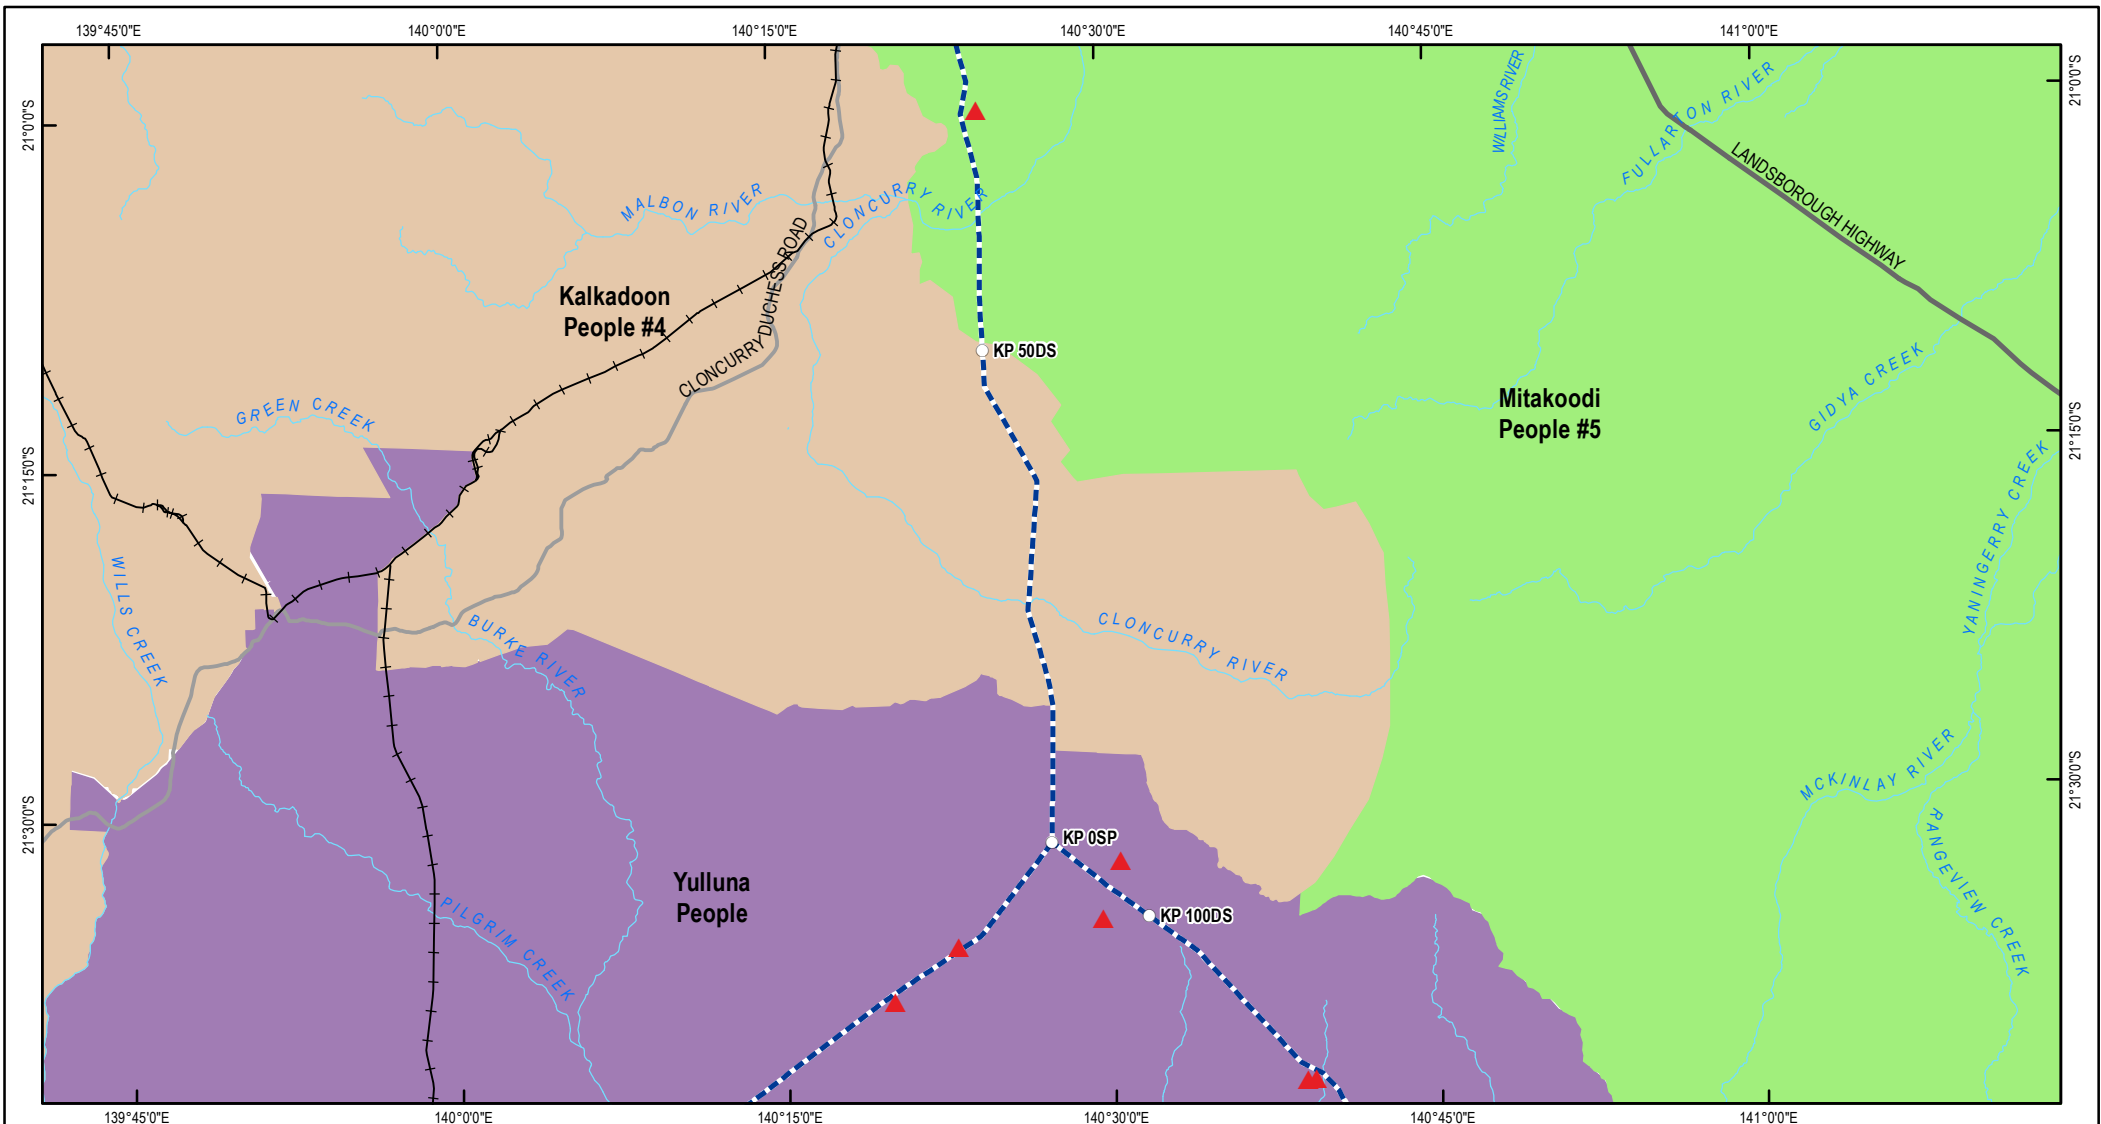 139°45'0"E
140°0'0"E
140°15'0"E
140°30'0"E
140°45'0"E
141°0'0"E
21°0'0"S
21°0'0"S
WILLIAMS RIVER
FULLARTON RIVER
LANDSBOROUGH HIGHWAY
MALBON RIVER
CLONCURRY RIVER
Kalkadoon
People #4
CLONCURRY DUCHESS ROAD
KP 50DS
Mitakoodi
People #5
GIDYA CREEK
GREEN CREEK
21°15'0"S
21°15'0"S
YANINGERRY CREEK
WILLS CREEK
BURKE RIVER
CLONCURRY RIVER
MCKINLAY RIVER
21°30'0"S
21°30'0"S
RANGEVIEW CREEK
KP 0SP
Yulluna
People
KP 100DS
PILGRIM CREEK
139°45'0"E
140°0'0"E
140°15'0"E
140°30'0"E
140°45'0"E
141°0'0"E